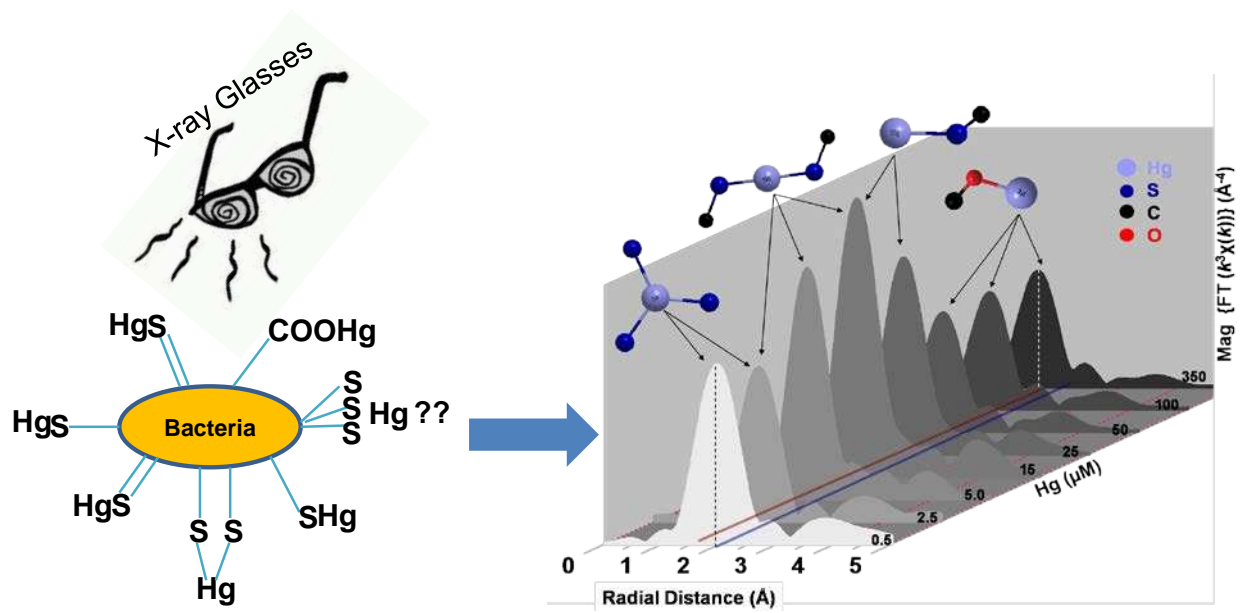 X-ray Glasses
HgS
COOHg
S
S
S
Hg ??
HgS
Bacteria
HgS
S
S
SHg
Hg
Hg
S
C
O
Mag {FT (k³χ(k))} (Å⁻⁴)
350
100
50
25
15
5.0
2.5
0.5
Hg (µM)
0 1 2 3 4 5
Radial Distance (Å)